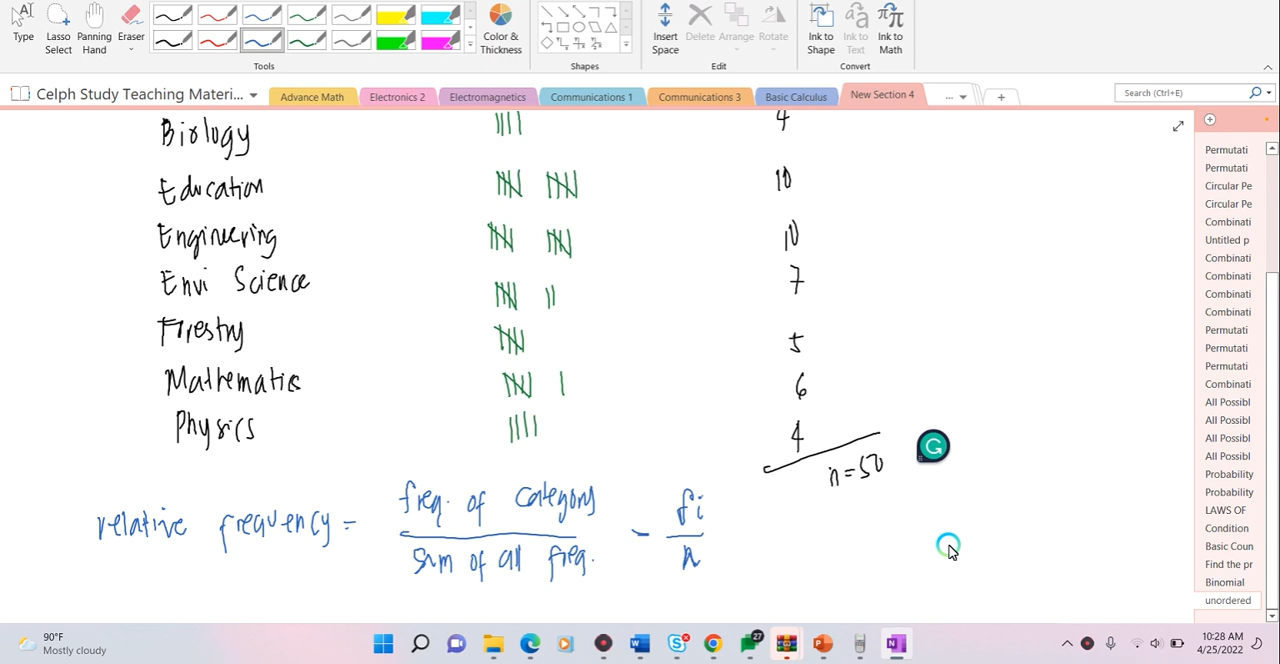 Type
Lasso Select
Panning Hand
Eraser
Color & Thickness
Insert Space
Delete
Arrange
Rotate
Ink to Shape
Ink to Text
Ink to Math
Tools
Shapes
Edit
Convert
Celph Study Teaching Materi...
Advance Math
Electronics 2
Electromagnetics
Communications 1
Communications 3
Basic Calculus
New Section 4
...
Search (Ctrl+E)
Biology 4
Education 10
Engineering 10
Envi Science 7
Firestry 5
Mathematics 6
Physics 4
n=50
relative frequency = freq. of category / sum of all freq. = fi / n
Permutati
Permutati
Circular Pe
Circular Pe
Combinati
Untitled p
Combinati
Combinati
Combinati
Combinati
Permutati
Permutati
Permutati
Combinati
All Possibl
All Possibl
All Possibl
All Possibl
Probability
Probability
LAWS OF
Condition
Basic Coun
Find the pr
Binomial
unordered
90°F
Mostly cloudy
27
10:28 AM
4/25/2022